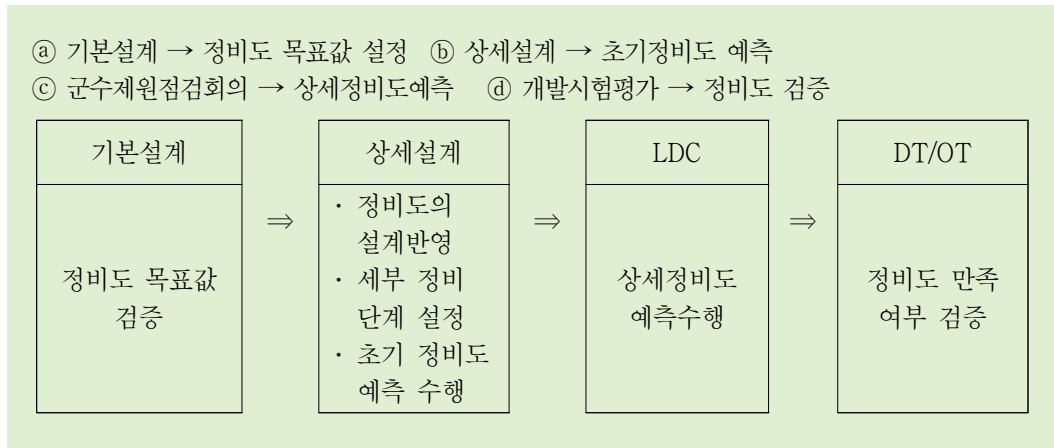 ⓐ 기본설계 → 정비도 목표값 설정 ⓑ 상세설계 → 초기정비도 예측
ⓒ 군수제원점검회의 → 상세정비도예측 ⓓ 개발시험평가 → 정비도 검증
기본설계
정비도 목표값
검증
⇒
상세설계
· 정비도의
설계반영
· 세부 정비
단계 설정
· 초기 정비도
예측 수행
⇒
LDC
상세정비도
예측수행
⇒
DT/OT
정비도 만족
여부 검증